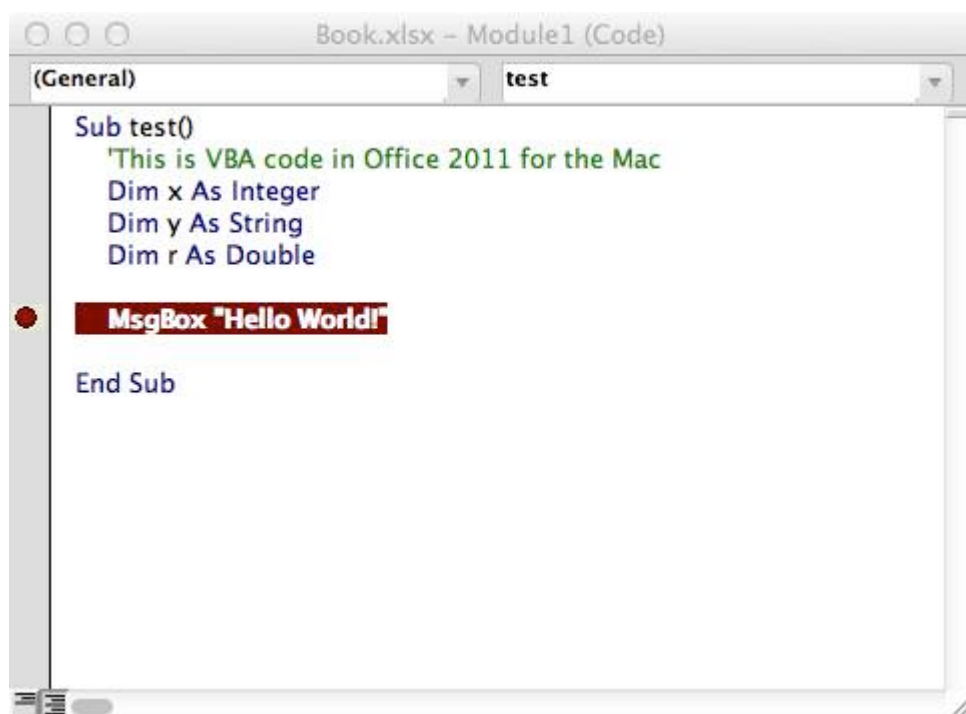 Book.xlsx – Module1 (Code)
(General) test
Sub test()
'This is VBA code in Office 2011 for the Mac
Dim x As Integer
Dim y As String
Dim r As Double
MsgBox "Hello World!"
End Sub